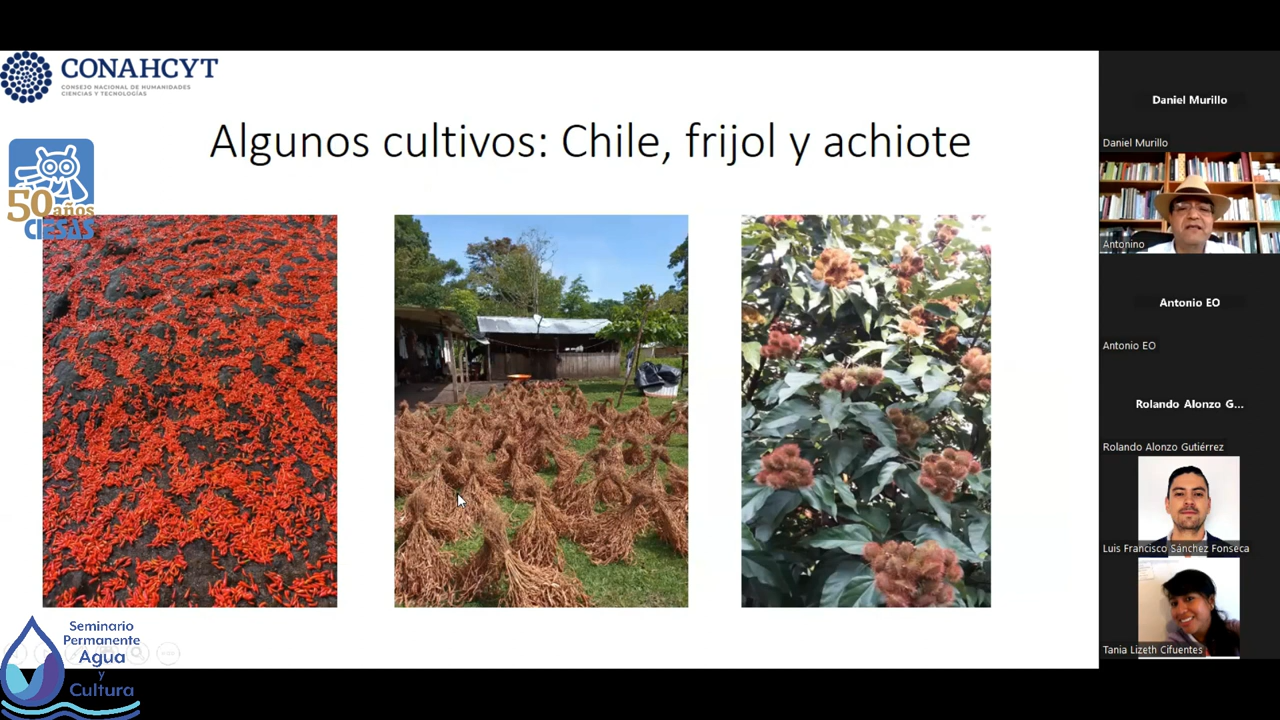 CONAHCYT
CONSEJO NACIONAL DE HUMANIDADES
CIENCIAS Y TECNOLOGÍAS
Algunos cultivos: Chile, frijol y achiote
50 años
CIESAS
Seminario
Permanente
Agua
y
Cultura
Daniel Murillo
Daniel Murillo
Antonino
Antonio EO
Antonio EO
Rolando Alonzo G...
Rolando Alonzo Gutiérrez
Luis Francisco Sánchez Fonseca
Tania Lizeth Cifuentes